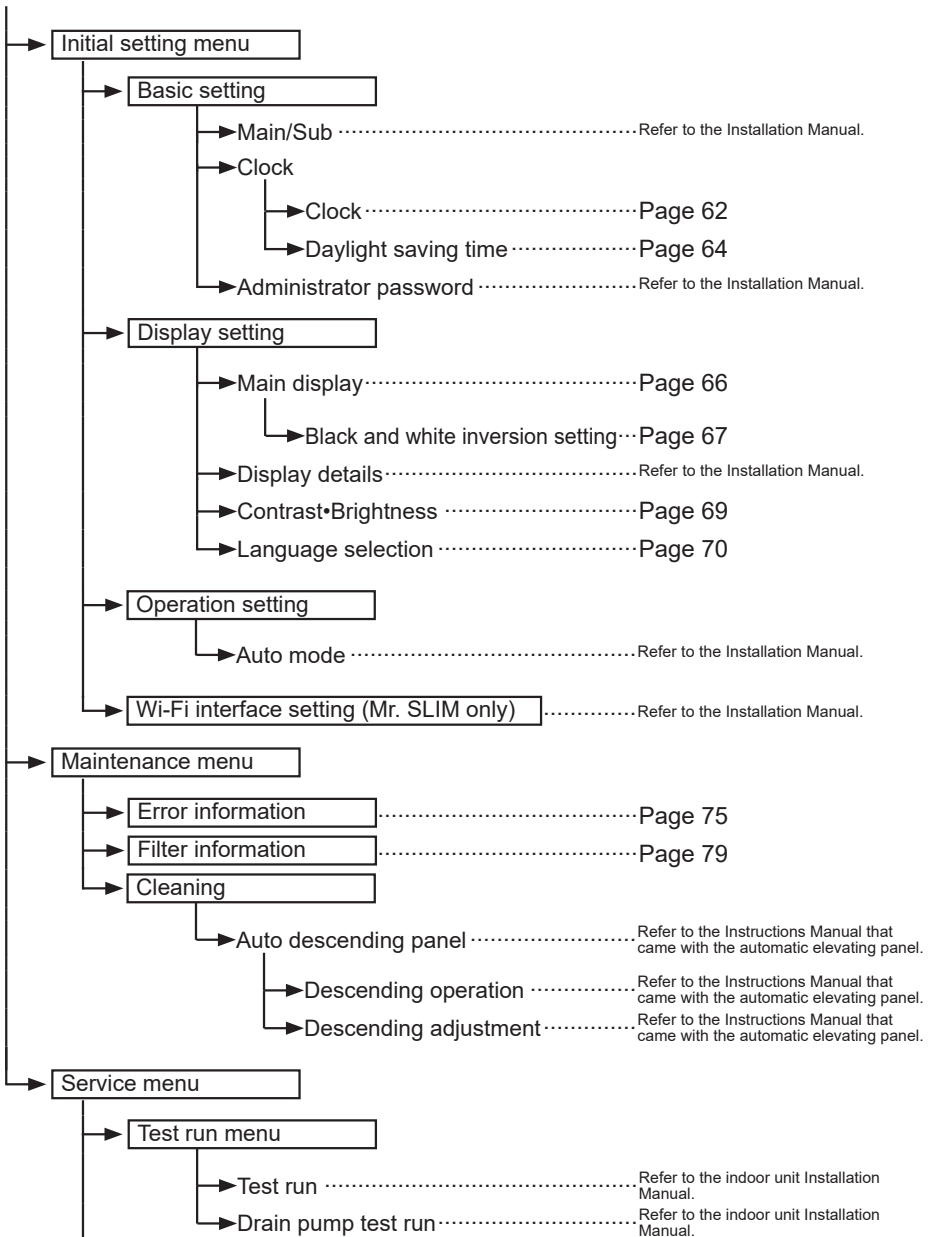 Initial setting menu
Basic setting
Main/Sub Refer to the Installation Manual.
Clock
Clock Page 62
Daylight saving time Page 64
Administrator password Refer to the Installation Manual.
Display setting
Main display Page 66
Black and white inversion setting Page 67
Display details Refer to the Installation Manual.
Contrast•Brightness Page 69
Language selection Page 70
Operation setting
Auto mode Refer to the Installation Manual.
Wi-Fi interface setting (Mr. SLIM only) Refer to the Installation Manual.
Maintenance menu
Error information Page 75
Filter information Page 79
Cleaning
Auto descending panel Refer to the Instructions Manual that
came with the automatic elevating panel.
Descending operation Refer to the Instructions Manual that
came with the automatic elevating panel.
Descending adjustment Refer to the Instructions Manual that
came with the automatic elevating panel.
Service menu
Test run menu
Test run Refer to the indoor unit Installation
Manual.
Drain pump test run Refer to the indoor unit Installation
Manual.